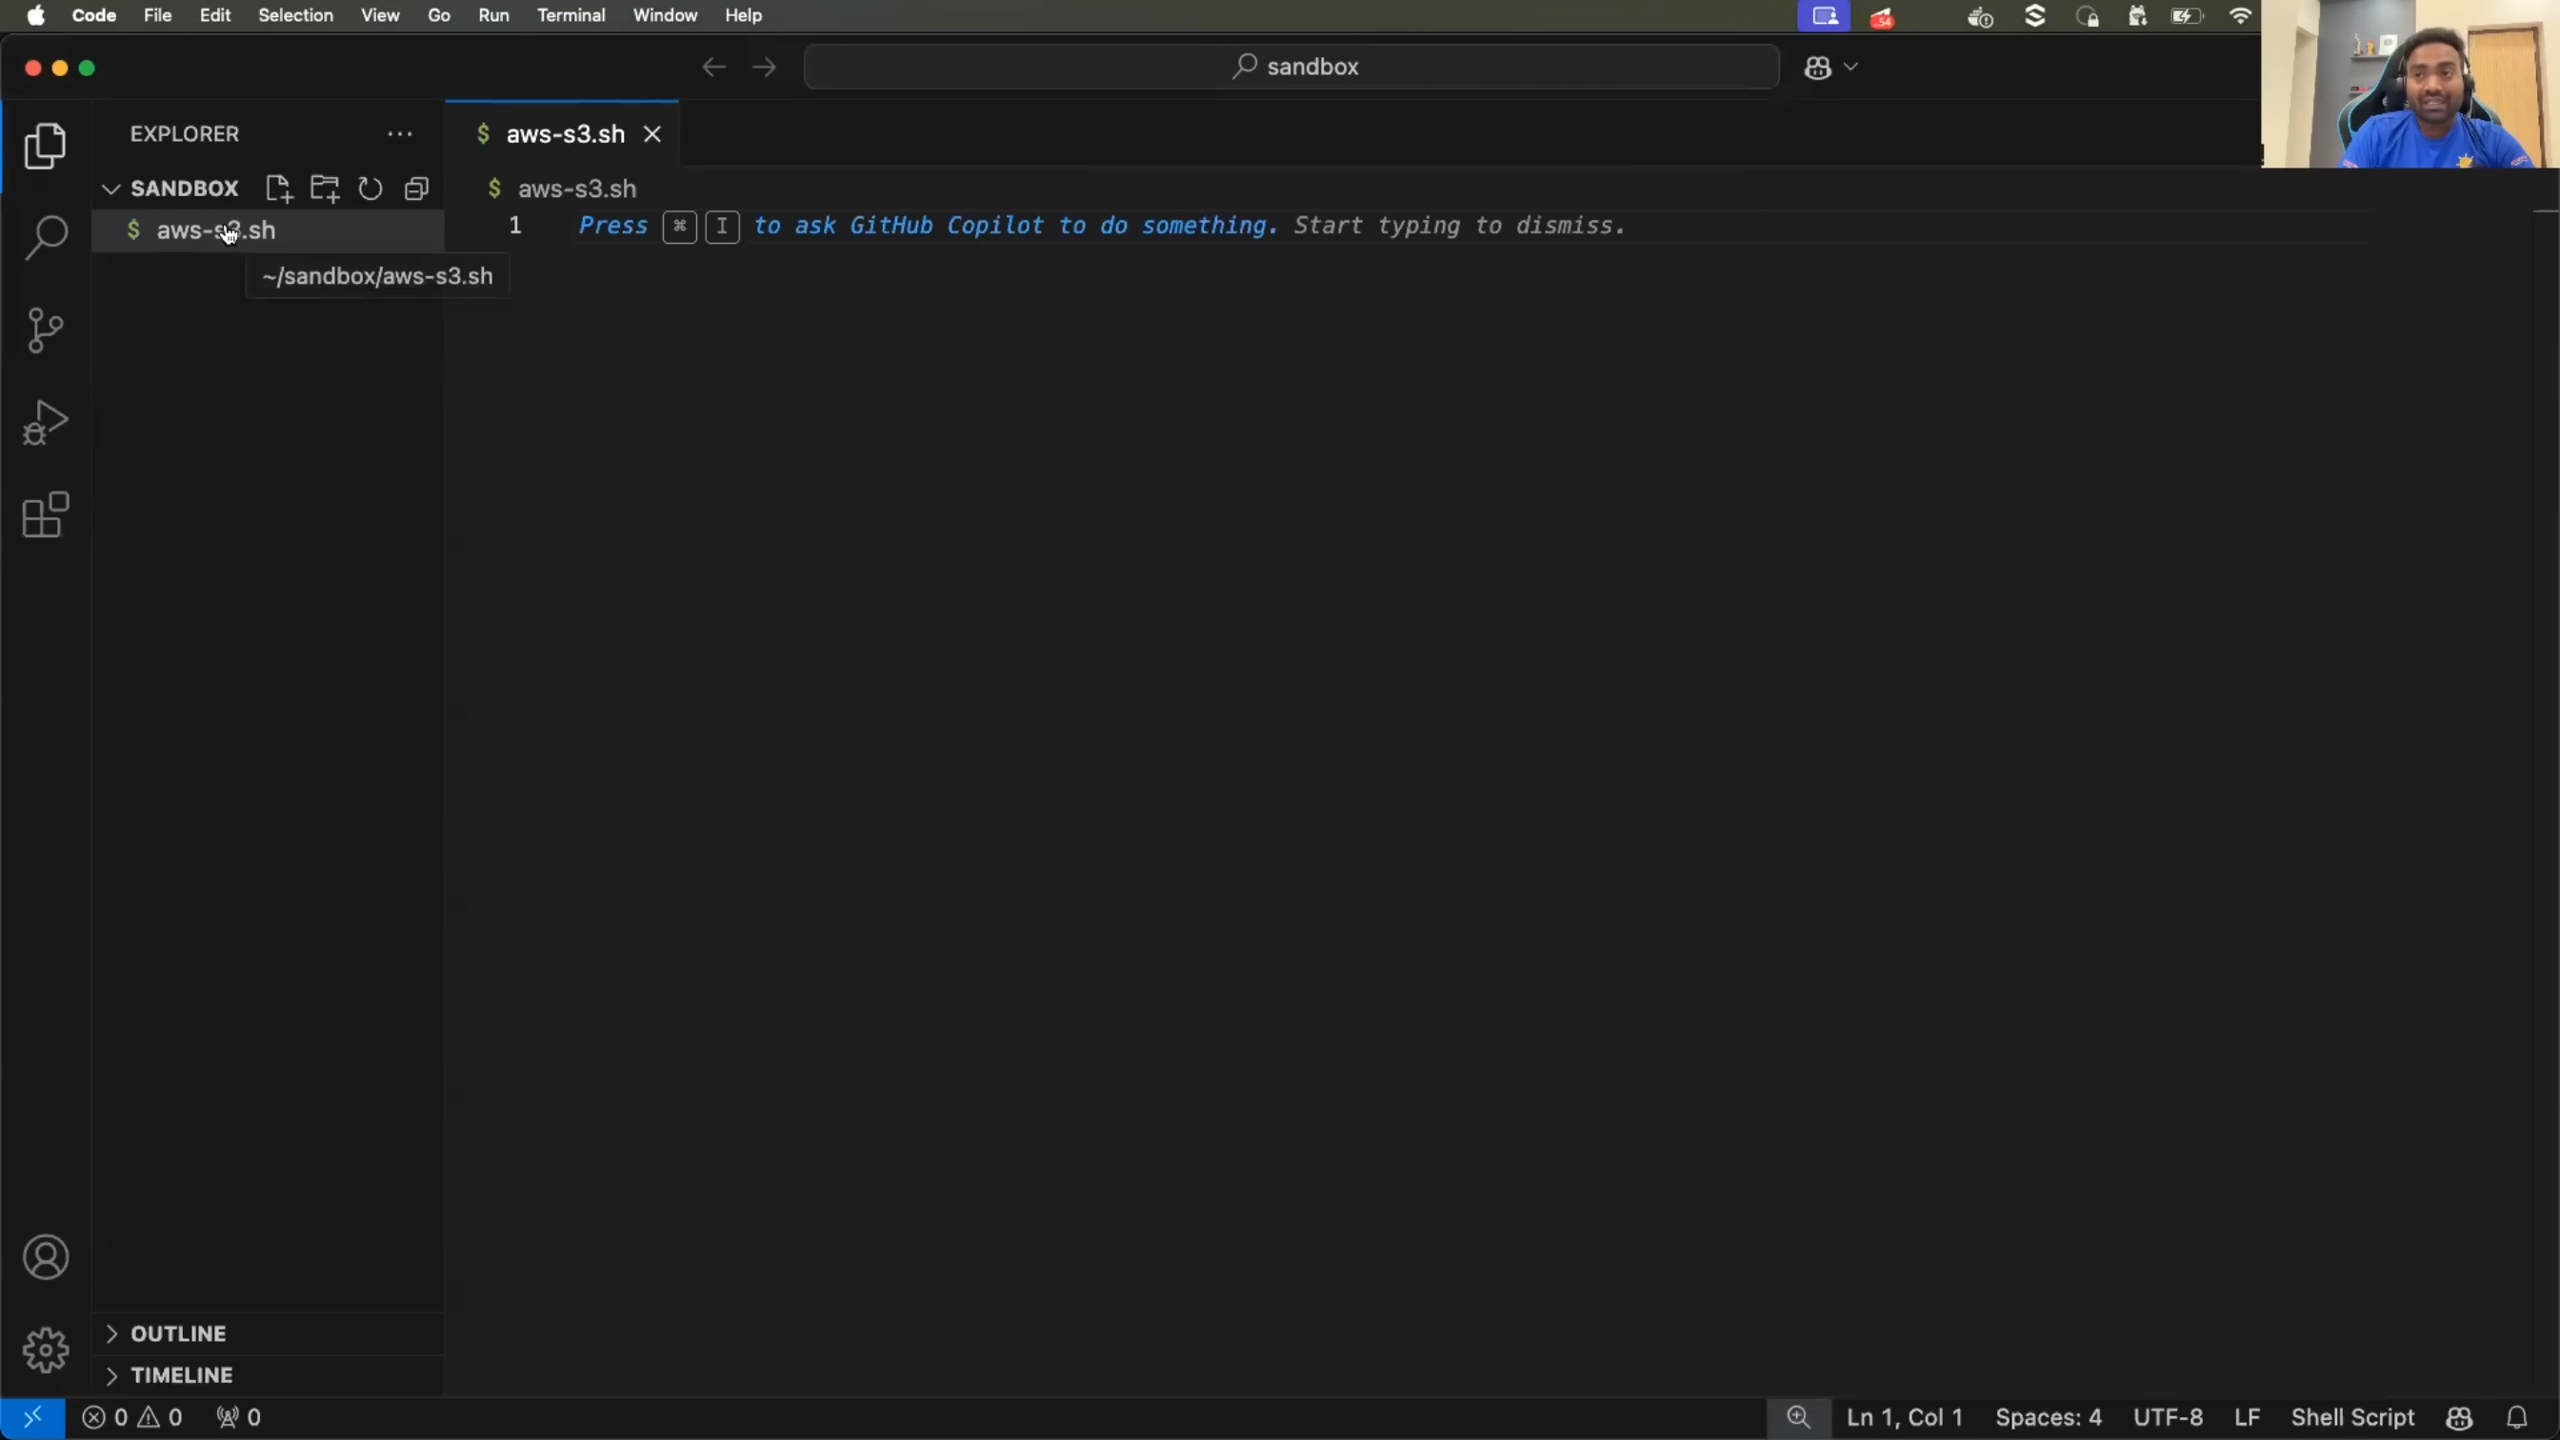 Code File Edit Selection View Go Run Terminal Window Help
54
sandbox
EXPLORER
aws-s3.sh
SANDBOX
aws-s3.sh
aws-s3.sh
1 Press ⌘ I to ask GitHub Copilot to do something. Start typing to dismiss.
~/sandbox/aws-s3.sh
OUTLINE
TIMELINE
0 0 0
Ln 1, Col 1 Spaces: 4 UTF-8 LF Shell Script